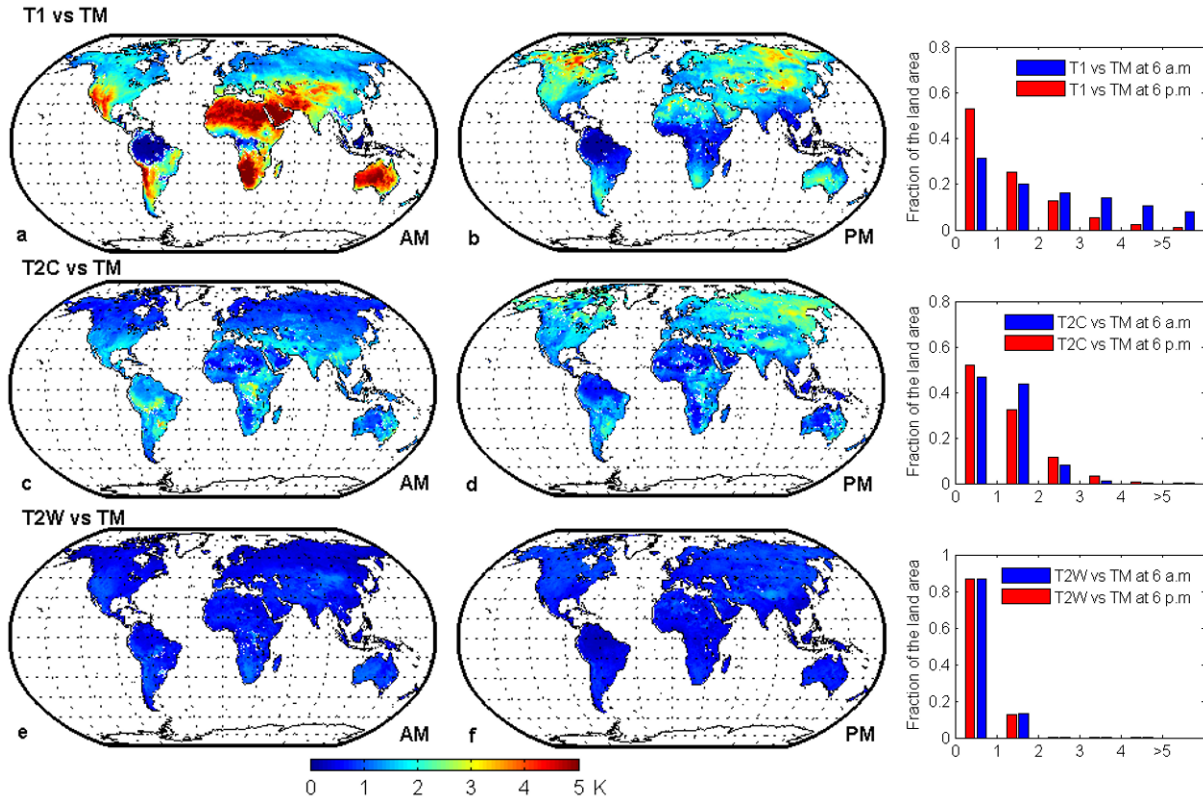 T1 vs TM
a
AM
b
PM
Fraction of the land area
0.8
0.6
0.4
0.2
0
T1 vs TM at 6 a.m
T1 vs TM at 6 p.m
0 1 2 3 4 >5
T2C vs TM
c
AM
d
PM
Fraction of the land area
0.8
0.6
0.4
0.2
0
T2C vs TM at 6 a.m
T2C vs TM at 6 p.m
0 1 2 3 4 >5
T2W vs TM
e
AM
f
PM
Fraction of the land area
1
0.8
0.6
0.4
0.2
0
T2W vs TM at 6 a.m
T2W vs TM at 6 p.m
0 1 2 3 4 >5
0 1 2 3 4 5 K